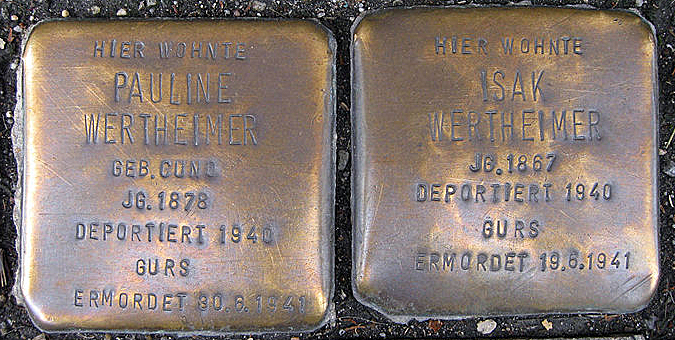 HIER WOHNTE
PAULINE
WERTHEIMER
GEB. CUNO
JG. 1878
DEPORTIERT 1940
GURS
ERMORDET 30.6.1941
HIER WOHNTE
ISAK
WERTHEIMER
JG. 1867
DEPORTIERT 1940
GURS
ERMORDET 19.6.1941